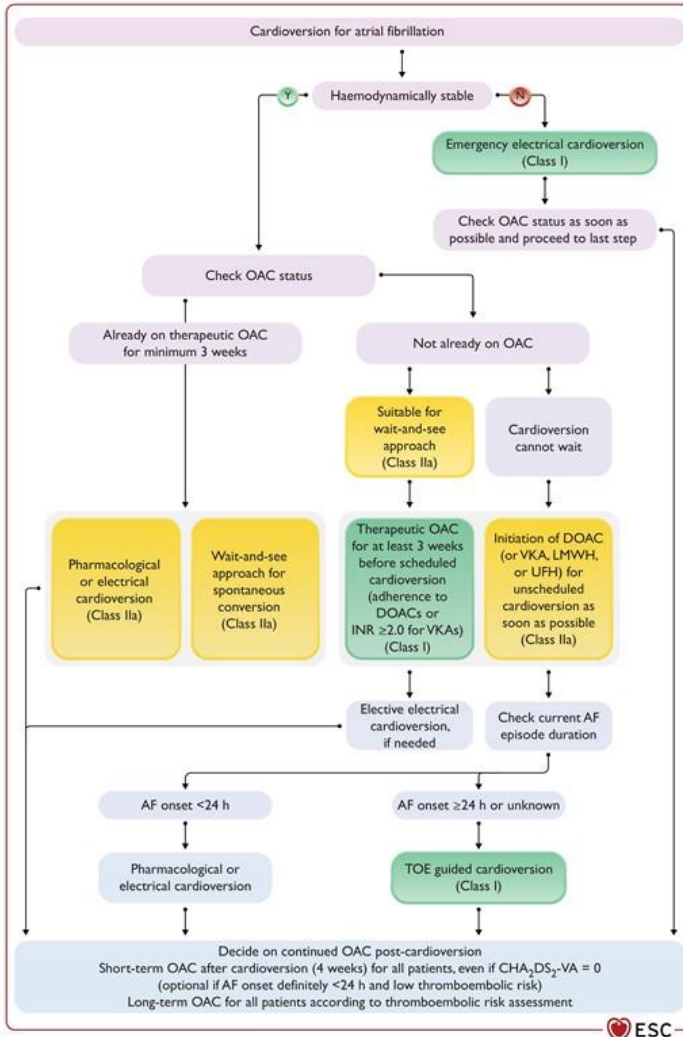 Cardioversion for atrial fibrillation
Y
Haemodynamically stable
N
Emergency electrical cardioversion
(Class I)
Check OAC status as soon as
possible and proceed to last step
Check OAC status
Already on therapeutic OAC
for minimum 3 weeks
Not already on OAC
Suitable for
wait-and-see
approach
(Class IIa)
Cardioversion
cannot wait
Pharmacological
or electrical
cardioversion
(Class IIa)
Wait-and-see
approach for
spontaneous
conversion
(Class IIa)
Therapeutic OAC
for at least 3 weeks
before scheduled
cardioversion
(adherence to
DOACs or
INR ≥2.0 for VKAs)
(Class I)
Initiation of DOAC
(or VKA, LMWH,
or UFH) for
unscheduled
cardioversion as
soon as possible
(Class IIa)
Elective electrical
cardioversion,
if needed
Check current AF
episode duration
AF onset <24 h
AF onset ≥24 h or unknown
Pharmacological or
electrical cardioversion
TOE guided cardioversion
(Class I)
Decide on continued OAC post-cardioversion
Short-term OAC after cardioversion (4 weeks) for all patients, even if CHA₂DS₂-VA = 0
(optional if AF onset definitely <24 h and low thromboembolic risk)
Long-term OAC for all patients according to thromboembolic risk assessment
ESC